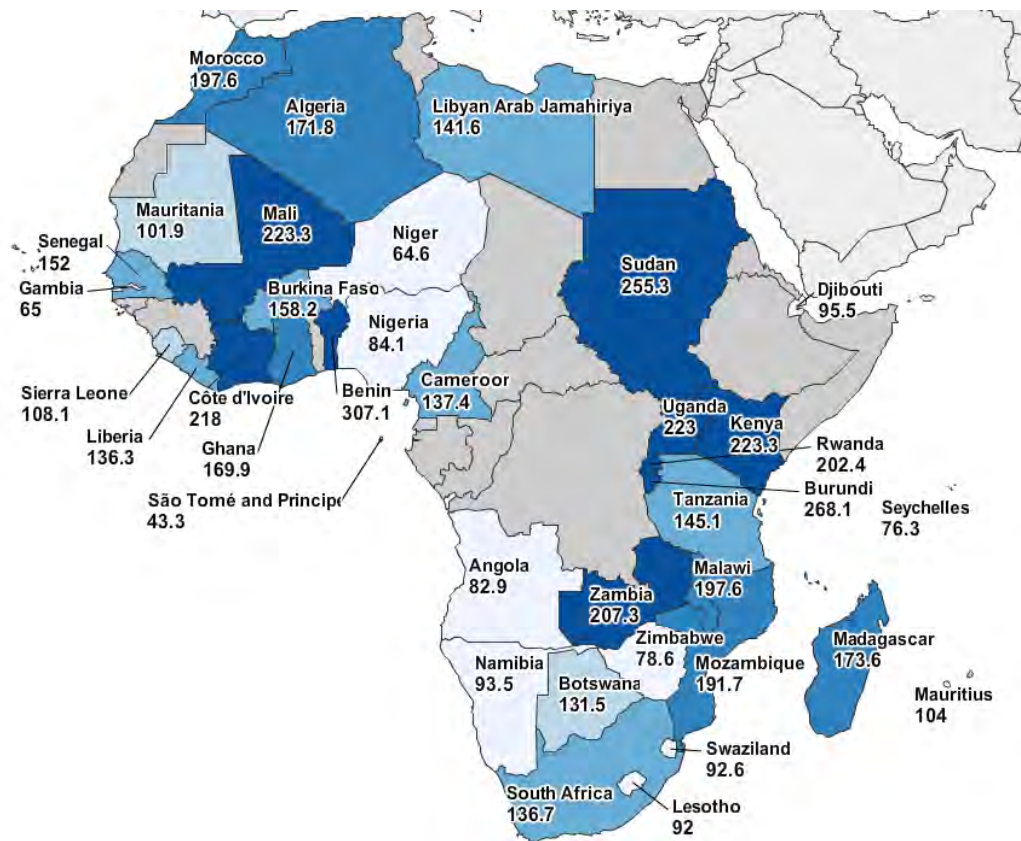 Morocco
197.6
Algeria
171.8
Libyan Arab Jamahiriya
141.6
Mauritania
101.9
Mali
223.3
Niger
64.6
Senegal
152
Sudan
255.3
Gambia
65
Burkina Faso
158.2
Djibouti
95.5
Nigeria
84.1
Sierra Leone
108.1
Côte d'Ivoire
218
Benin
307.1
Cameroor
137.4
Uganda
223
Kenya
223.3
Liberia
136.3
Ghana
169.9
Rwanda
202.4
São Tomé and Principe
43.3
Burundi
268.1
Tanzania
145.1
Seychelles
76.3
Angola
82.9
Malawi
197.6
Zambia
207.3
Zimbabwe
78.6
Madagascar
173.6
Namibia
93.5
Botswana
131.5
Mozambique
191.7
Mauritius
104
Swaziland
92.6
South Africa
136.7
Lesotho
92